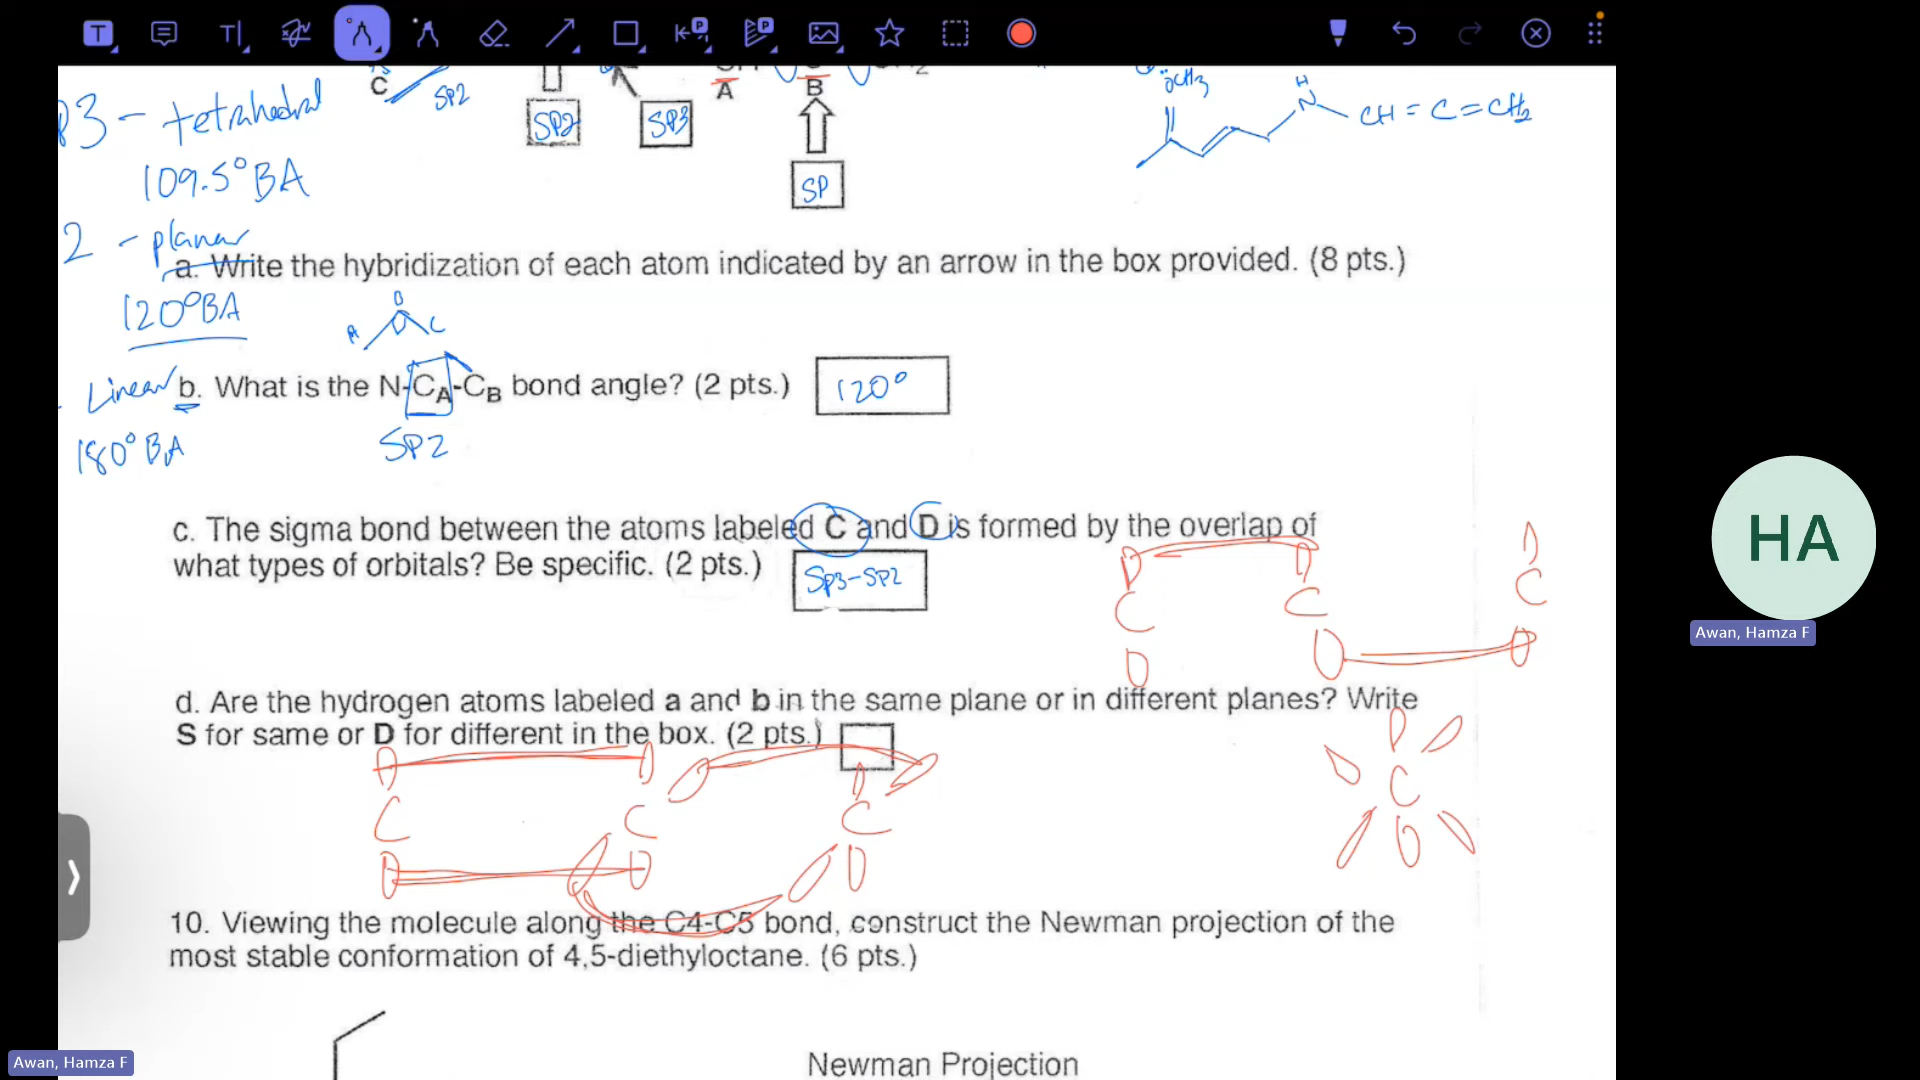 T T
C SP2
A B
P3 - tetrahedral
109.5° BA
SP2 SP3
SP
ÖCH3
H
N CH = C = CH2
2 - planar
a. Write the hybridization of each atom indicated by an arrow in the box provided. (8 pts.)
120° BA
A B C
Linear b. What is the N-CA-CB bond angle? (2 pts.) 120°
180° BA
SP2
c. The sigma bond between the atoms labeled C and D is formed by the overlap of
what types of orbitals? Be specific. (2 pts.) Sp3-SP2
C C C
d. Are the hydrogen atoms labeled a and b in the same plane or in different planes? Write
S for same or D for different in the box. (2 pts.)
C C C C
10. Viewing the molecule along the C4-C5 bond, construct the Newman projection of the
most stable conformation of 4,5-diethyloctane. (6 pts.)
Newman Projection
HA
Awan, Hamza F
Awan, Hamza F